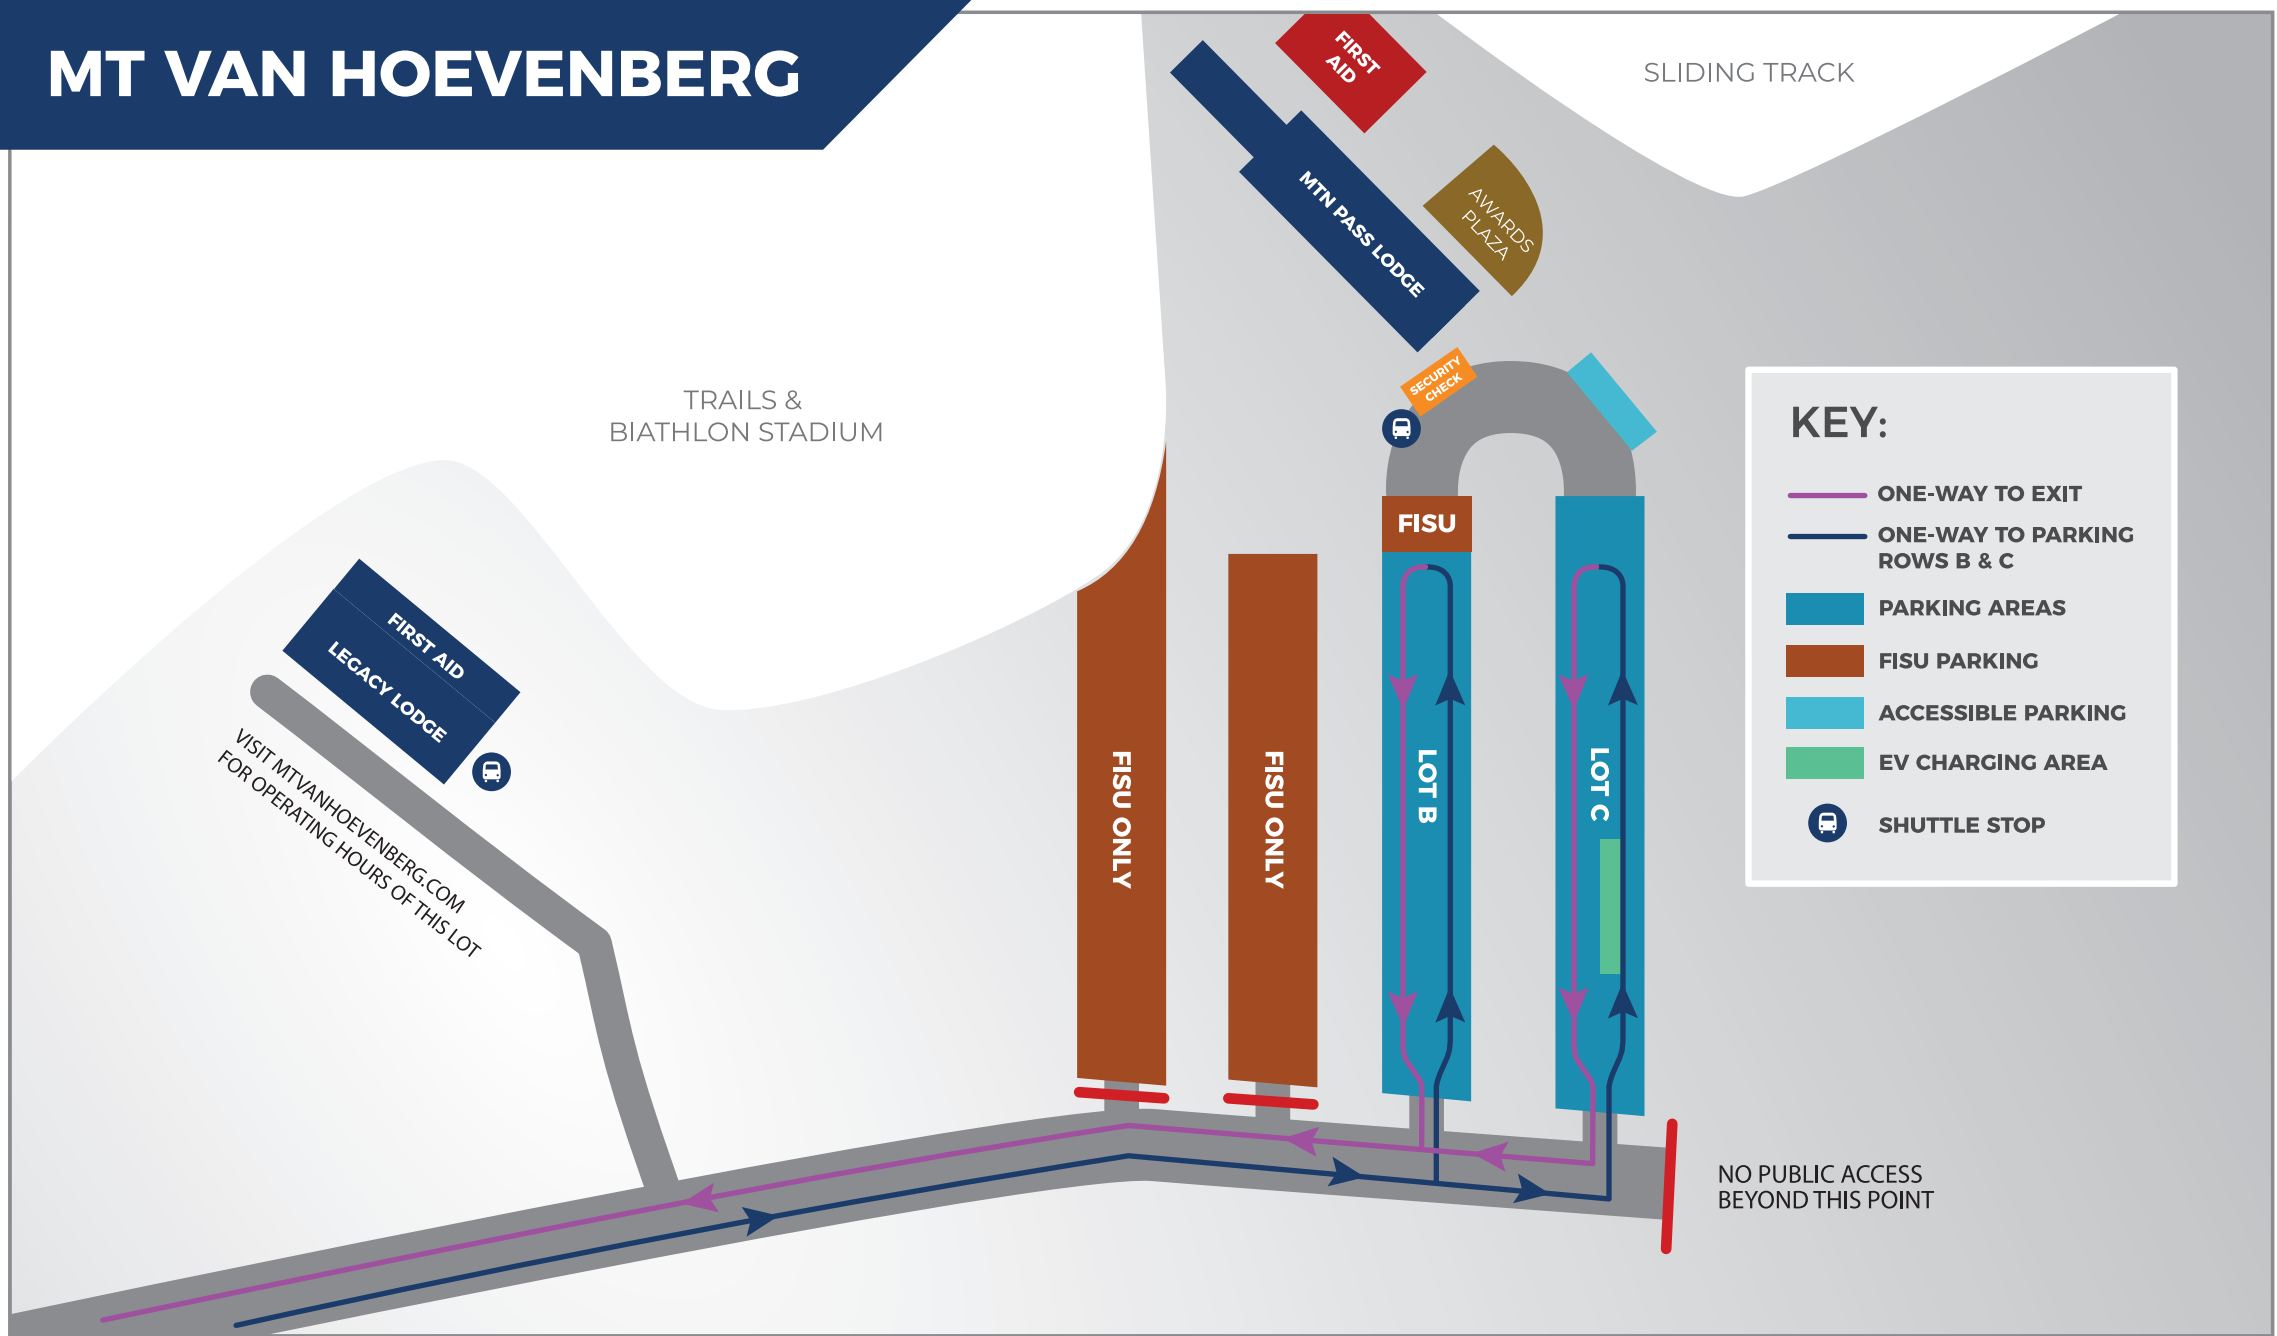 MT VAN HOEVENBERG
FIRST
AID
SLIDING TRACK
MTN PASS LODGE
AWARDS
PLAZA
TRAILS &
BIATHLON STADIUM
SECURITY
CHECK
FISU
FIRST AID
LEGACY LODGE
VISIT MTVANHOEVENBERG.COM
FOR OPERATING HOURS OF THIS LOT
FISU ONLY
FISU ONLY
LOT B
LOT C
KEY:
ONE-WAY TO EXIT
ONE-WAY TO PARKING
ROWS B & C
PARKING AREAS
FISU PARKING
ACCESSIBLE PARKING
EV CHARGING AREA
SHUTTLE STOP
NO PUBLIC ACCESS
BEYOND THIS POINT